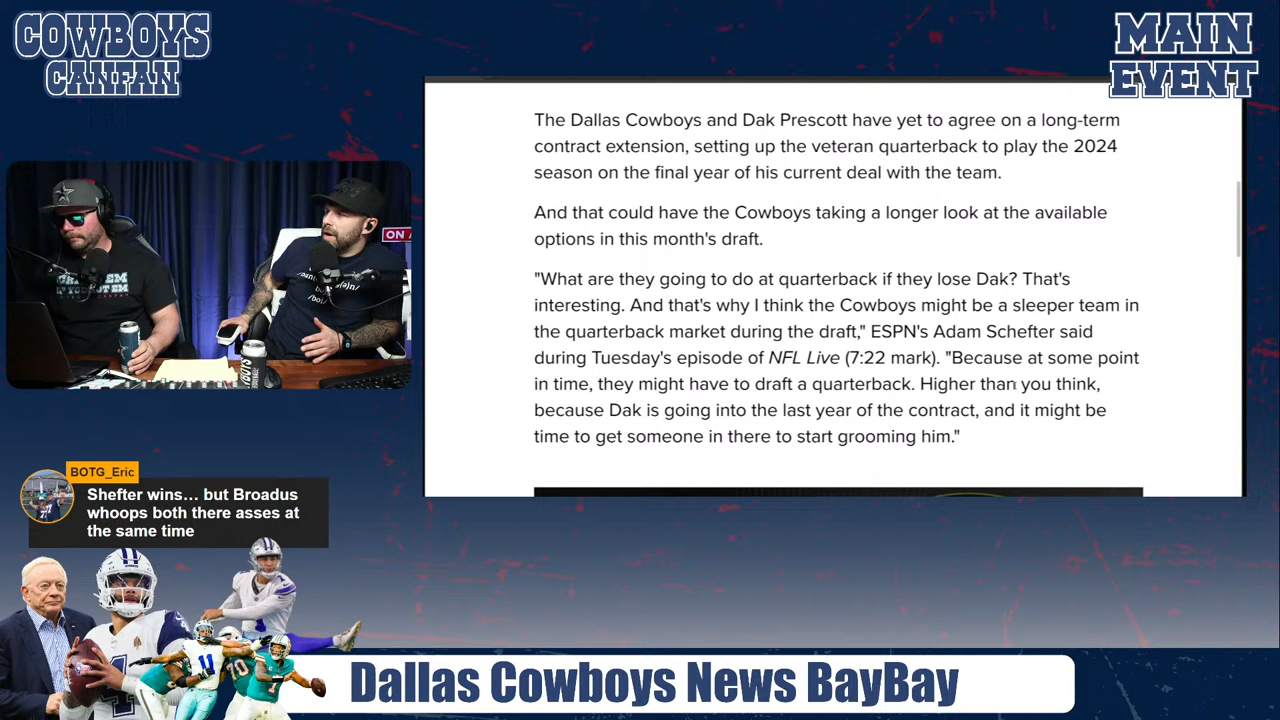 COWBOYS
CANFAN
MAIN
EVENT
The Dallas Cowboys and Dak Prescott have yet to agree on a long-term
contract extension, setting up the veteran quarterback to play the 2024
season on the final year of his current deal with the team.
And that could have the Cowboys taking a longer look at the available
options in this month's draft.
"What are they going to do at quarterback if they lose Dak? That's
interesting. And that's why I think the Cowboys might be a sleeper team in
the quarterback market during the draft," ESPN's Adam Schefter said
during Tuesday's episode of NFL Live (7:22 mark). "Because at some point
in time, they might have to draft a quarterback. Higher than you think,
because Dak is going into the last year of the contract, and it might be
time to get someone in there to start grooming him."
ON
BOTG_Eric
Shefter wins... but Broadus
whoops both there asses at
the same time
Dallas Cowboys News BayBay